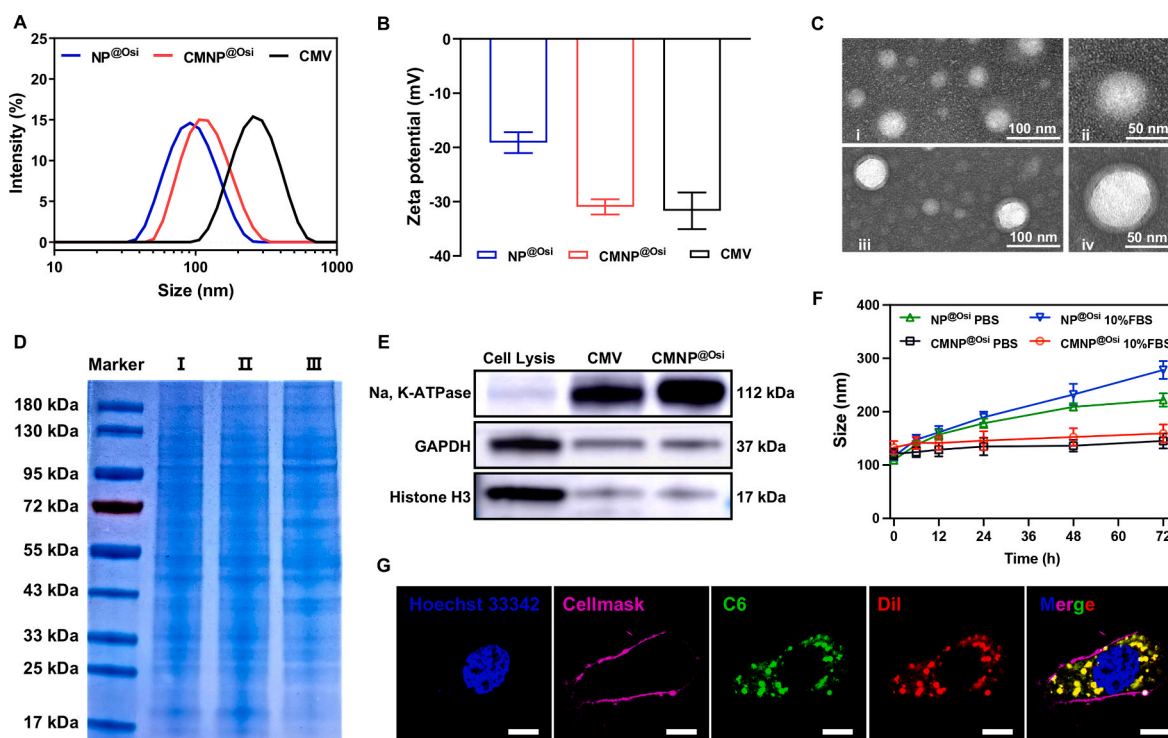 A
25
20
15
10
5
0
Intensity (%)
NP@Osi
CMNP@Osi
CMV
10
100
1000
Size (nm)
B
0
-10
-20
-30
-40
Zeta potential (mV)
NP@Osi
CMNP@Osi
CMV
C
i
100 nm
ii
50 nm
iii
100 nm
iv
50 nm
D
Marker
I
II
III
180 kDa
130 kDa
95 kDa
72 kDa
55 kDa
43 kDa
33 kDa
25 kDa
17 kDa
E
Cell Lysis
CMV
CMNP@Osi
Na, K-ATPase
112 kDa
GAPDH
37 kDa
Histone H3
17 kDa
F
400
300
200
100
0
Size (nm)
NP@Osi PBS
NP@Osi 10%FBS
CMNP@Osi PBS
CMNP@Osi 10%FBS
0
12
24
36
48
60
72
Time (h)
G
Hoechst 33342
Cellmask
C6
Dil
Merge